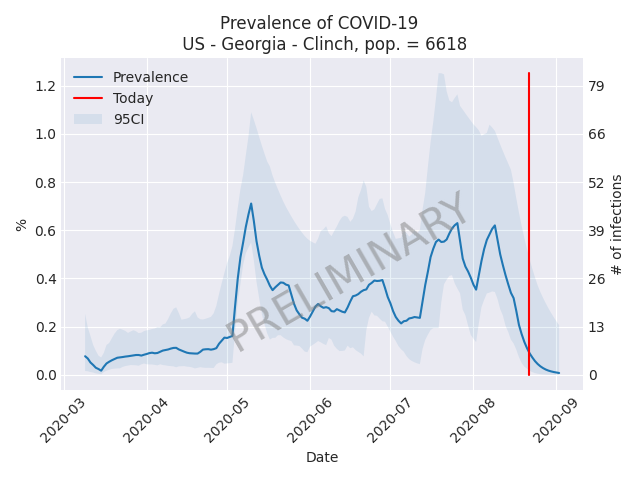 Prevalence of COVID-19
US - Georgia - Clinch, pop. = 6618
Prevalence
Today
95CI
PRELIMINARY
%
1.2
1.0
0.8
0.6
0.4
0.2
0.0
79
66
52
39
26
13
0
# of infections
2020-03
2020-04
2020-05
2020-06
2020-07
2020-08
2020-09
Date